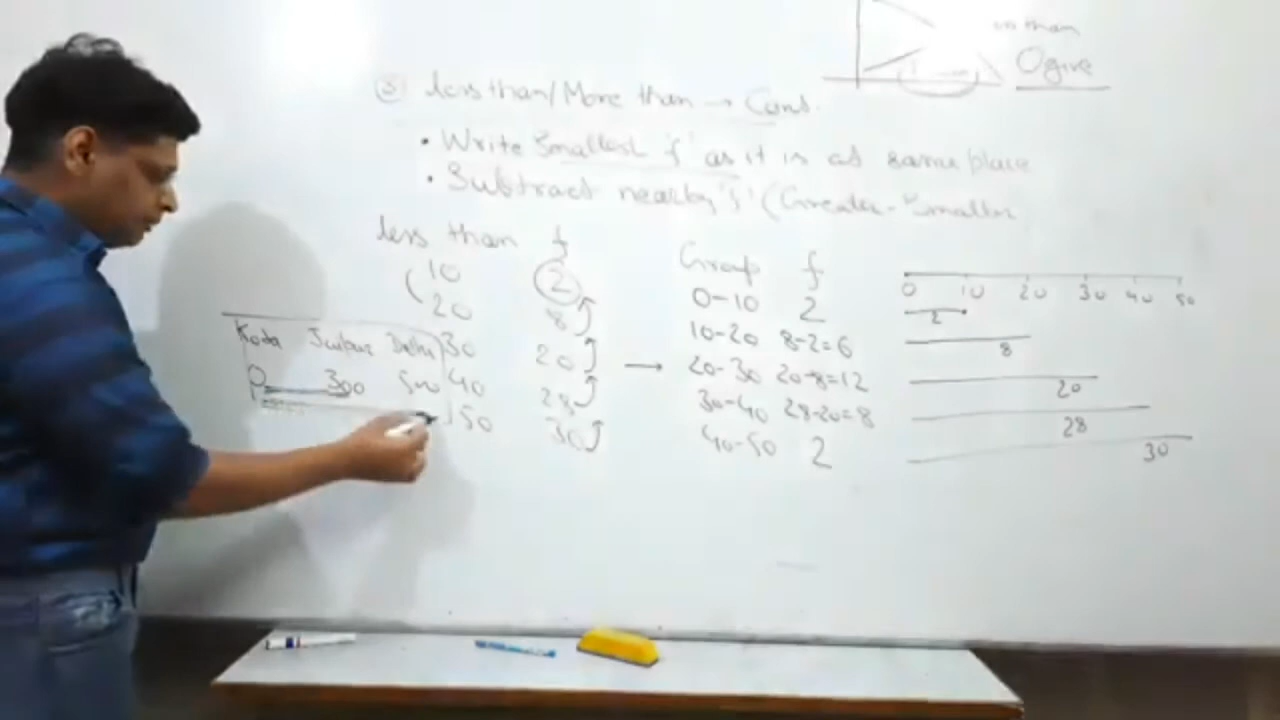 than
Ogive
less than/More than → Cont.
• Write Smallest 'f' as it is at same place
• Subtract nearby 'f' (Greater-Smaller
less than f
10 2
20 8
30 20
40 28
50 30
Kota Jaipur Delhi
0 300 500
→
Group f
0-10 2
10-20 8-2=6
20-30 20-8=12
30-40 28-20=8
40-50 2
0 10 20 30 40 50
2
8
20
28
30